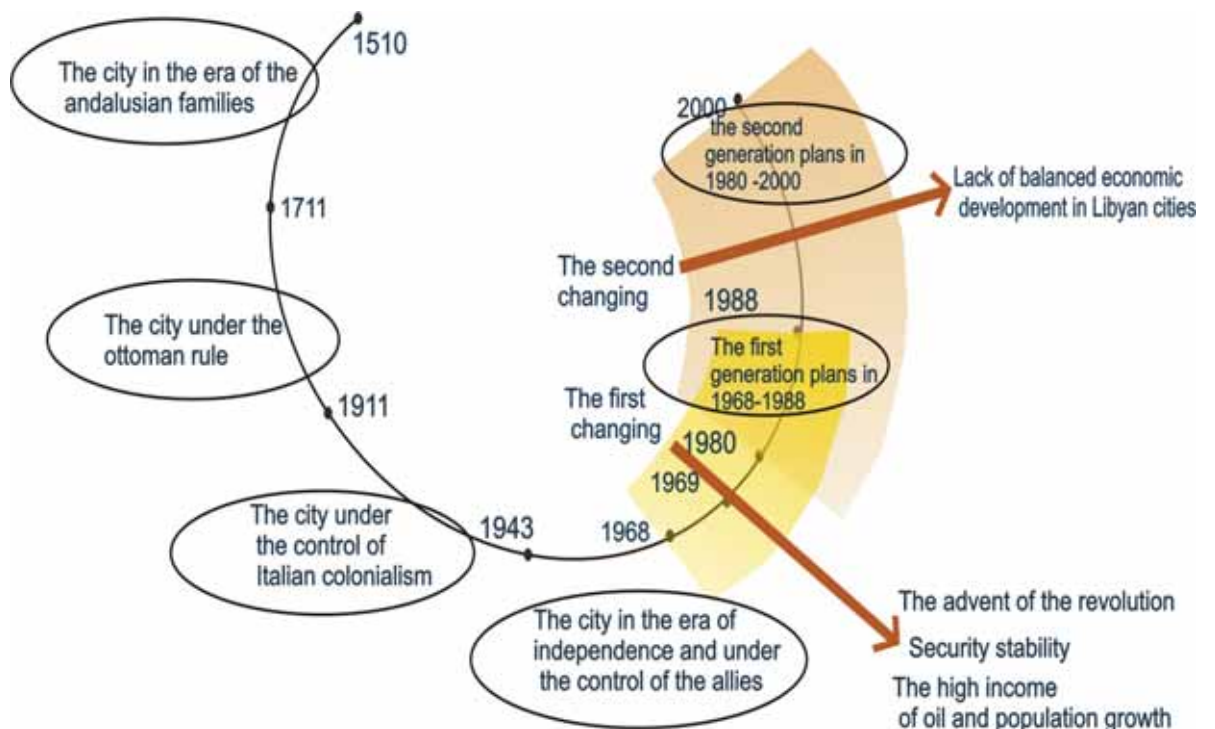 1510
The city in the era of the
andalusian families
1711
The city under the
ottoman rule
1911
The city under
the control of
Italian colonialism
1943
The city in the era of
independence and under
the control of the allies
1968
1969
1980
The first
changing
The first
generation plans in
1968-1988
1988
The second
changing
2000
the second
generation plans in
1980 -2000
Lack of balanced economic
development in Libyan cities
The advent of the revolution
Security stability
The high income
of oil and population growth